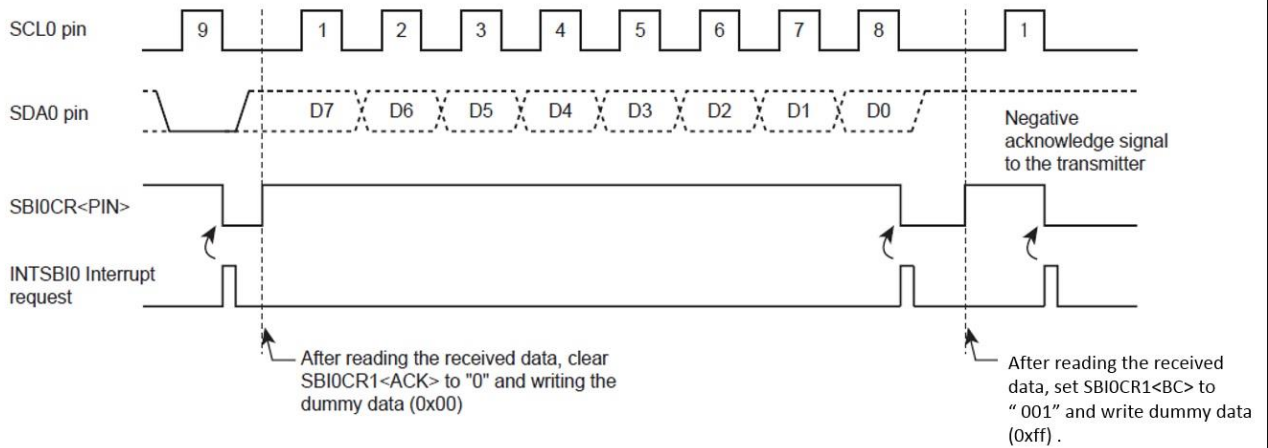 SCL0 pin
9 1 2 3 4 5 6 7 8 1
SDA0 pin
D7 D6 D5 D4 D3 D2 D1 D0
Negative
acknowledge signal
to the transmitter
SBI0CR<PIN>
INTSBI0 Interrupt
request
After reading the received data, clear
SBI0CR1<ACK> to "0" and writing the
dummy data (0x00)
After reading the received
data, set SBI0CR1<BC> to
“ 001” and write dummy data
(0xff) .